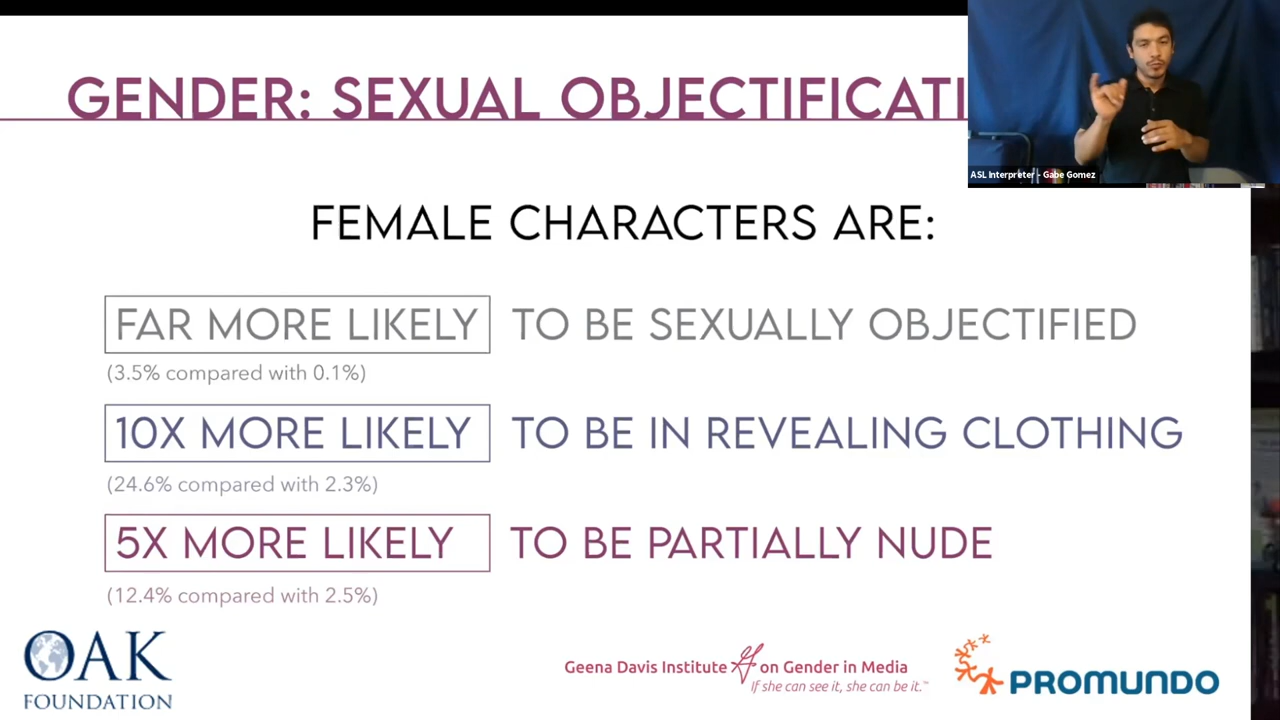 GENDER: SEXUAL OBJECTIFICATI
ASL Interpreter - Gabe Gomez
FEMALE CHARACTERS ARE:
FAR MORE LIKELY TO BE SEXUALLY OBJECTIFIED
(3.5% compared with 0.1%)
10X MORE LIKELY TO BE IN REVEALING CLOTHING
(24.6% compared with 2.3%)
5X MORE LIKELY TO BE PARTIALLY NUDE
(12.4% compared with 2.5%)
OAK
FOUNDATION
Geena Davis Institute on Gender in Media
If she can see it, she can be it.™
PROMUNDO